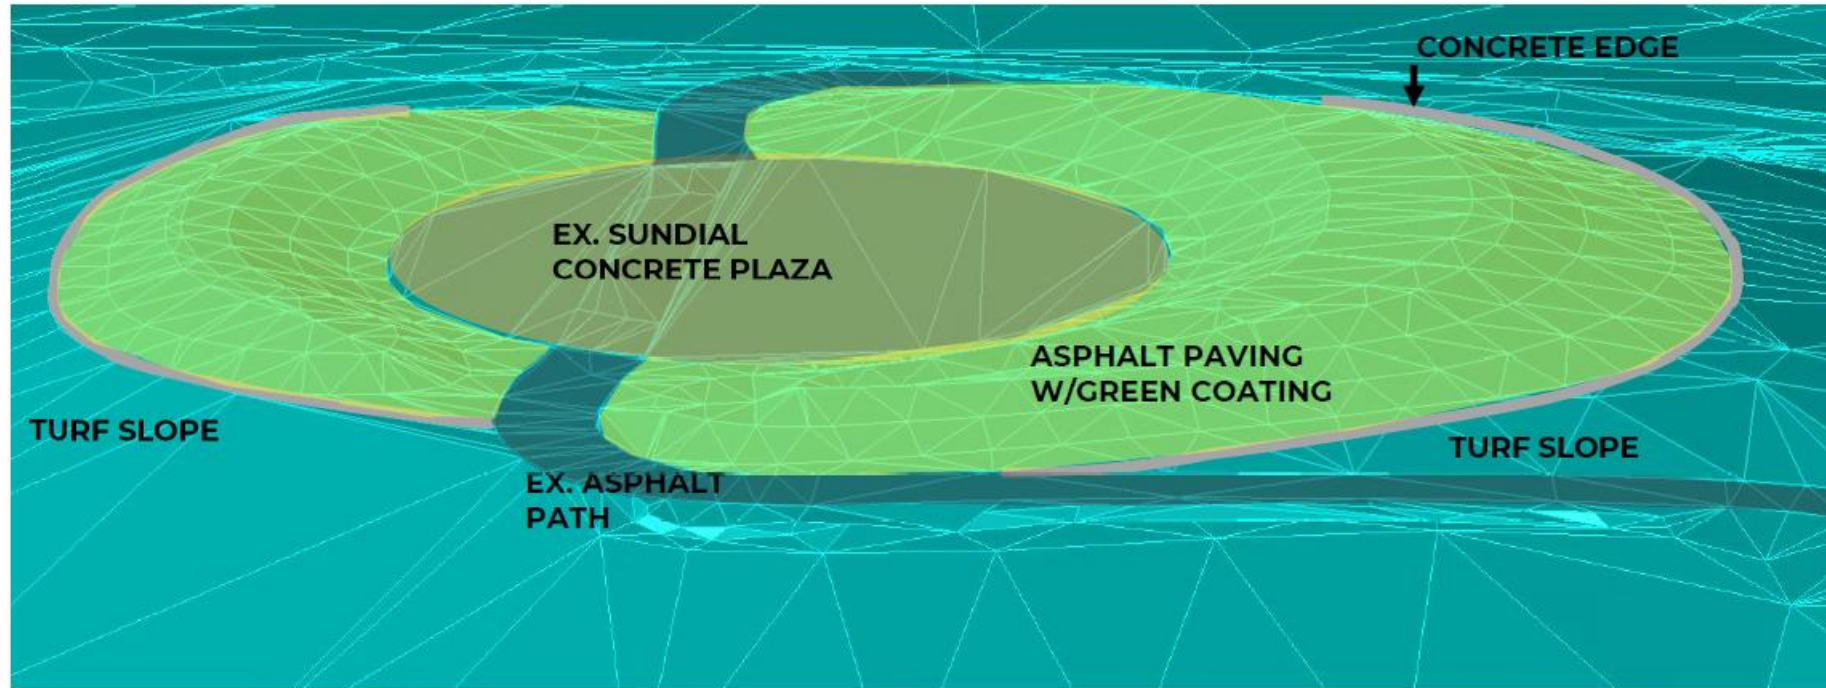 CONCRETE EDGE
EX. SUNDIAL
CONCRETE PLAZA
ASPHALT PAVING
W/GREEN COATING
TURF SLOPE
TURF SLOPE
EX. ASPHALT
PATH